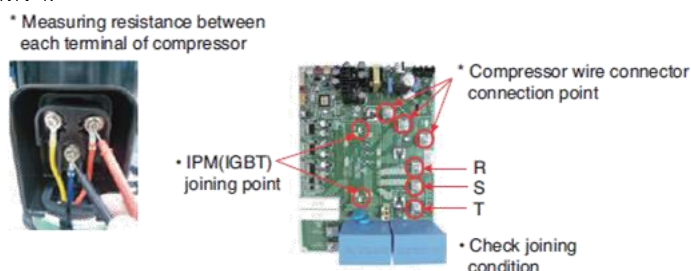 * Measuring resistance between
each terminal of compressor
* Compressor wire connector
connection point
• IPM(IGBT)
joining point
R
S
T
• Check joining
condition